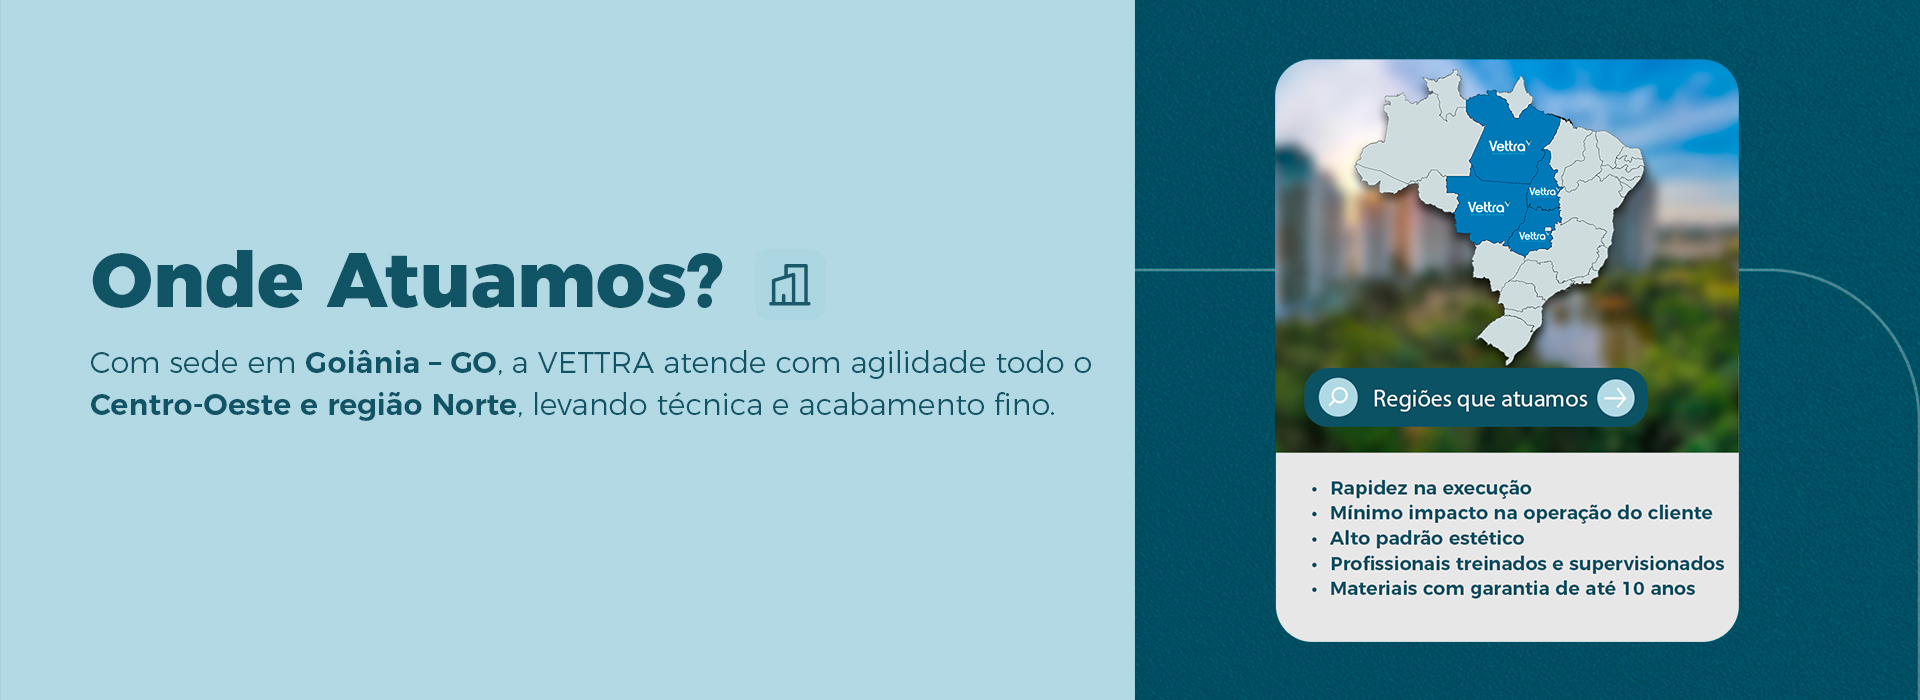 Onde Atuamos?
Com sede em Goiânia – GO, a VETTRA atende com agilidade todo o
Centro-Oeste e região Norte, levando técnica e acabamento fino.
Vettra
Vettra
Vettra
Vettra
Regiões que atuamos
• Rapidez na execução
• Mínimo impacto na operação do cliente
• Alto padrão estético
• Profissionais treinados e supervisionados
• Materiais com garantia de até 10 anos